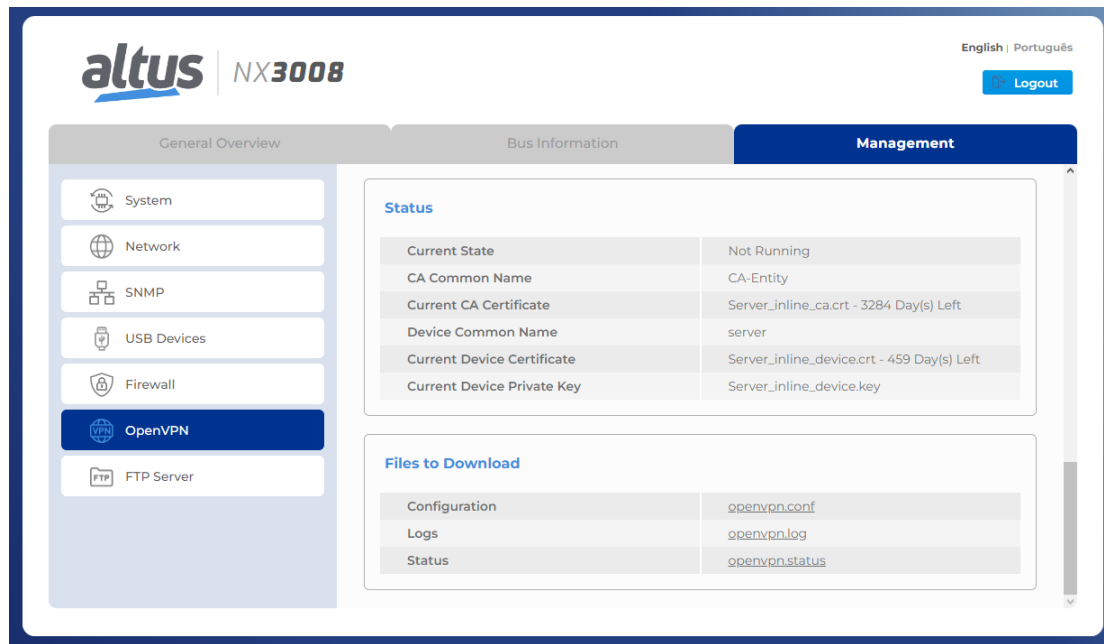 altus NX3008
English | Português
Logout
General Overview
Bus Information
Management
System
Network
SNMP
USB Devices
Firewall
VPN OpenVPN
FTP FTP Server
Status
Current State Not Running
CA Common Name CA-Entity
Current CA Certificate Server_inline_ca.crt - 3284 Day(s) Left
Device Common Name server
Current Device Certificate Server_inline_device.crt - 459 Day(s) Left
Current Device Private Key Server_inline_device.key
Files to Download
Configuration openvpn.conf
Logs openvpn.log
Status openvpn.status